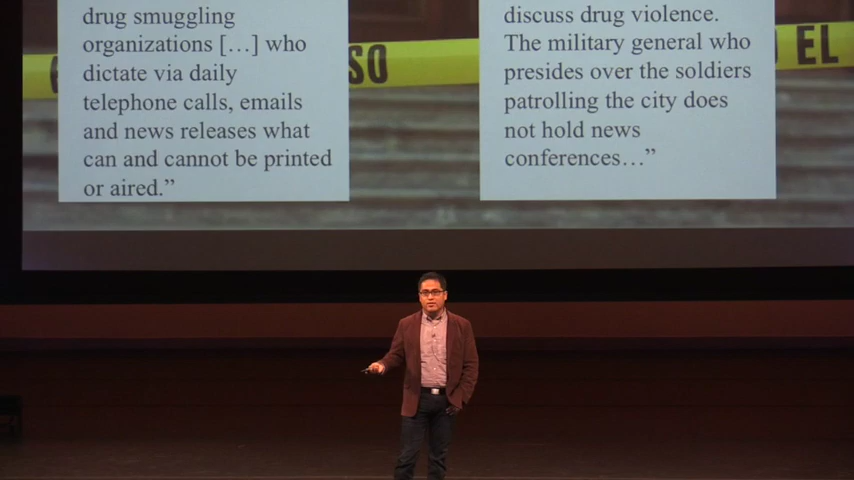 drug smuggling
organizations […] who
dictate via daily
telephone calls, emails
and news releases what
can and cannot be printed
or aired.”
SO
discuss drug violence.
The military general who
presides over the soldiers
patrolling the city does
not hold news
conferences…”
EL